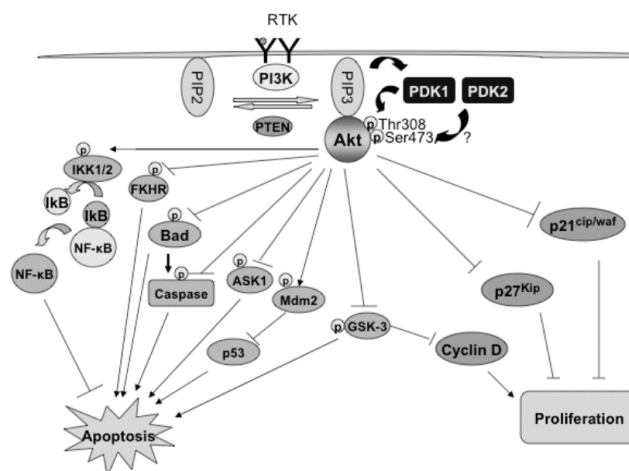 RTK
p
PIP2
PI3K
PIP3
PDK1 PDK2
PTEN
Akt
p Thr308
p Ser473 ?
p
IKK1/2
p
FKHR
IkB
IkB
NF-κB
NF-κB
p
Bad
p
Caspase
p
ASK1
p
Mdm2
p53
p GSK-3
Cyclin D
p27Kip
p21cip/waf
Apoptosis
Proliferation